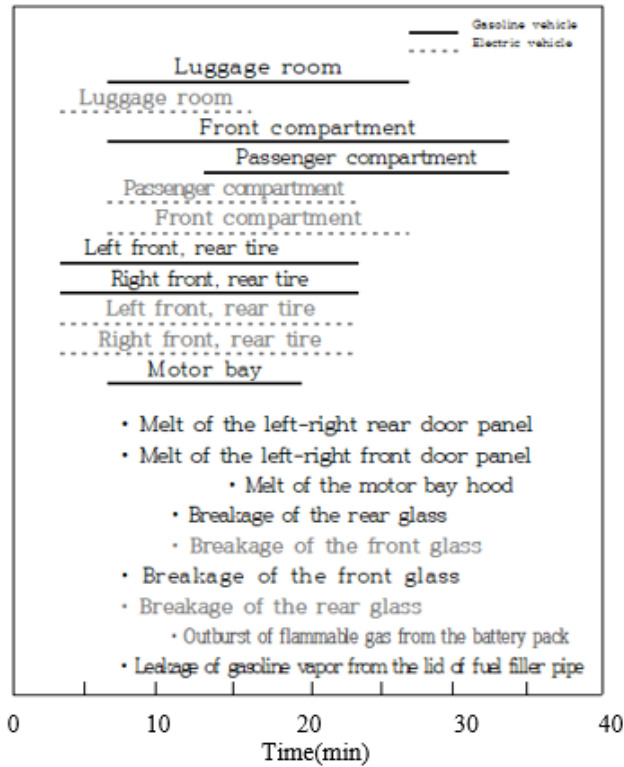 Gasoline vehicle
Electric vehicle
Luggage room
Luggage room
Front compartment
Passenger compartment
Passenger compartment
Front compartment
Left front, rear tire
Right front, rear tire
Left front, rear tire
Right front, rear tire
Motor bay
· Melt of the left-right rear door panel
· Melt of the left-right front door panel
· Melt of the motor bay hood
· Breakage of the rear glass
· Breakage of the front glass
· Breakage of the front glass
· Breakage of the rear glass
· Outburst of flammable gas from the battery pack
· Leakage of gasoline vapor from the lid of fuel filler pipe
0 10 20 30 40
Time(min)